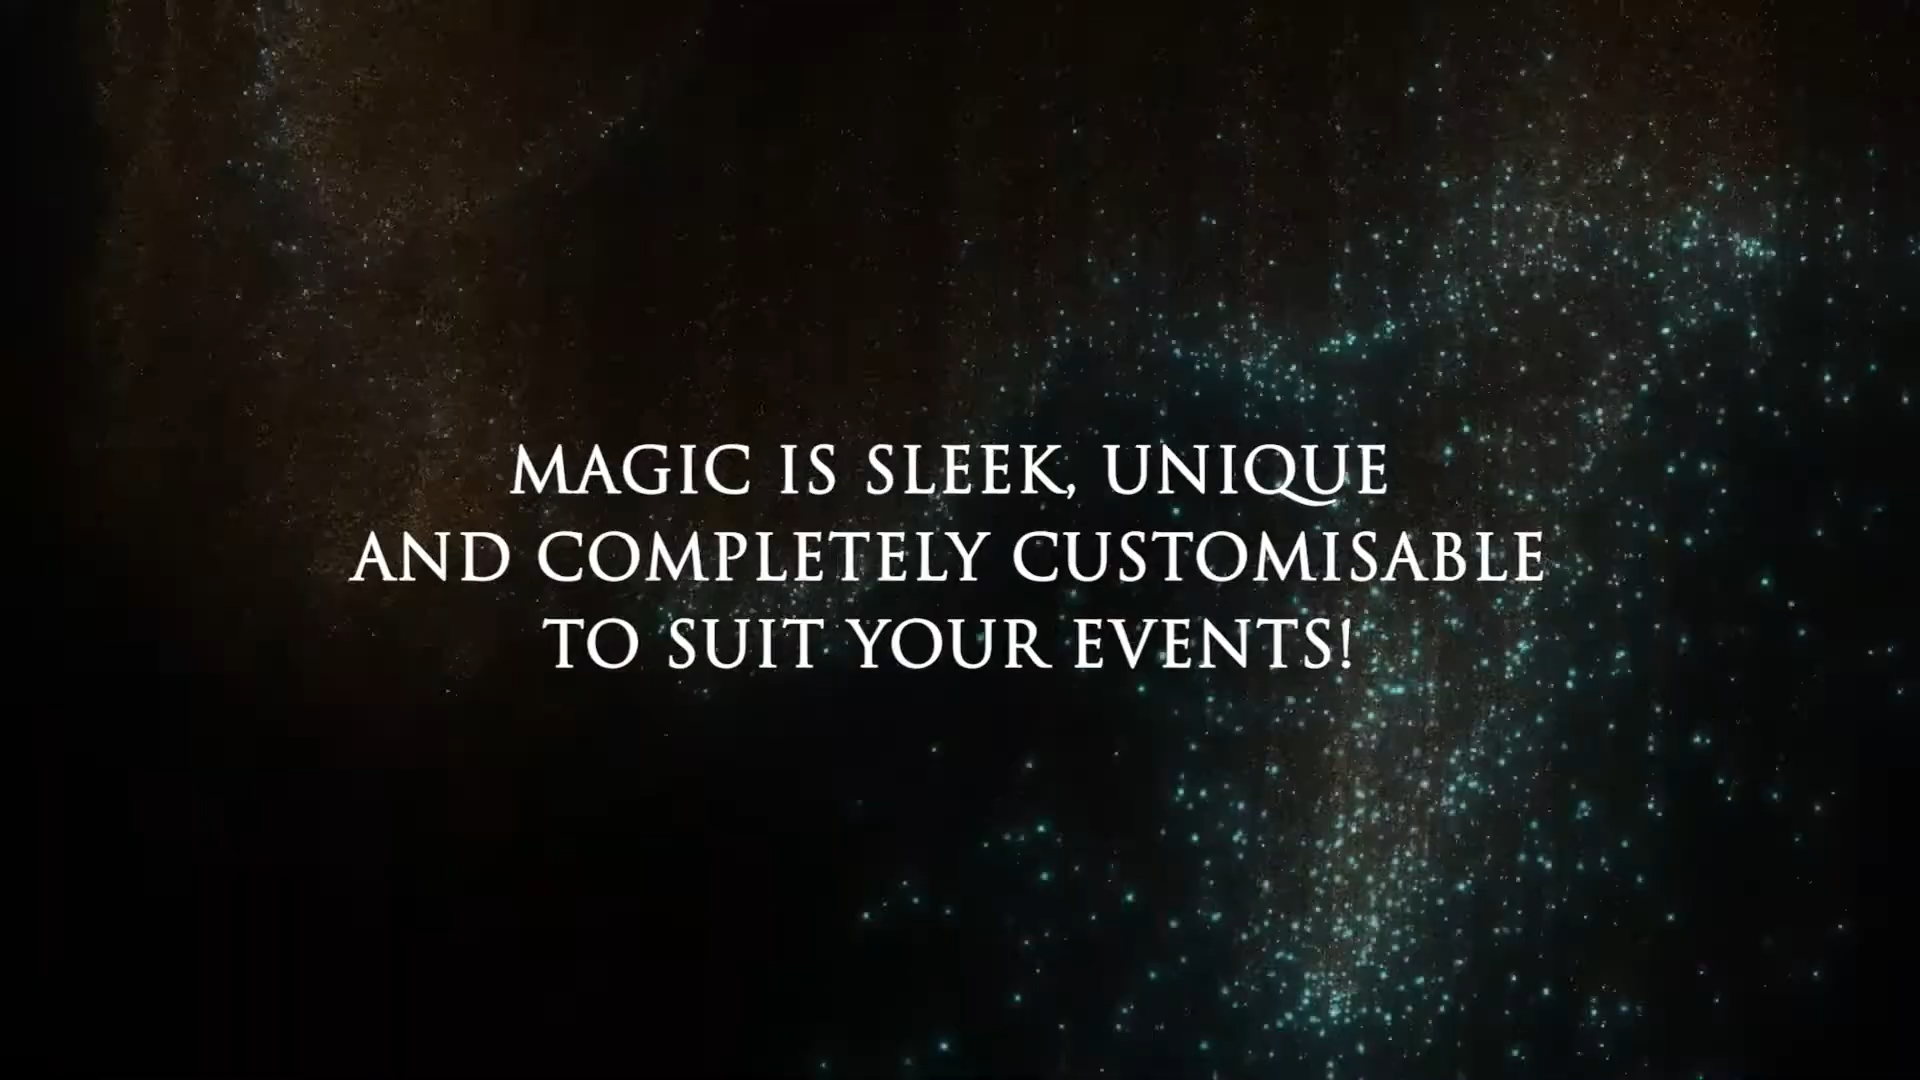 MAGIC IS SLEEK, UNIQUE
AND COMPLETELY CUSTOMISABLE
TO SUIT YOUR EVENTS!